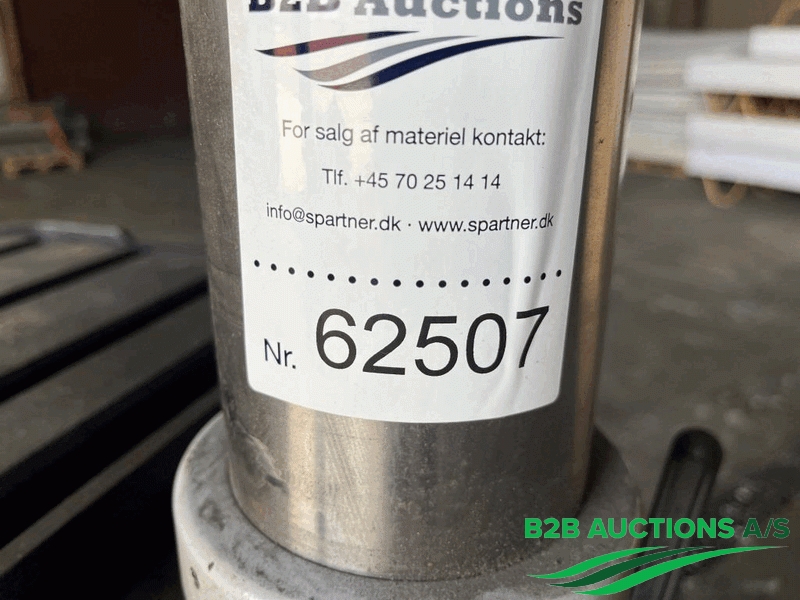 B2B Auctions
For salg af materiel kontakt:
Tlf. +45 70 25 14 14
info@spartner.dk · www.spartner.dk
Nr. 62507
B2B AUCTIONS A/S